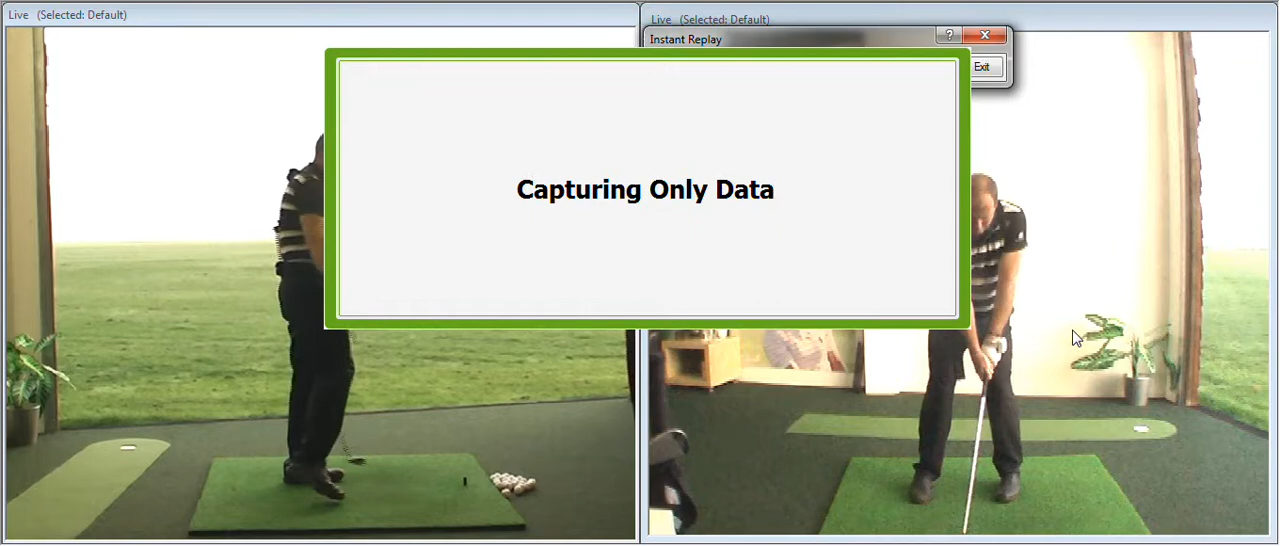 Live (Selected: Default)
Live (Selected: Default)
Instant Replay
?
Exit
Capturing Only Data